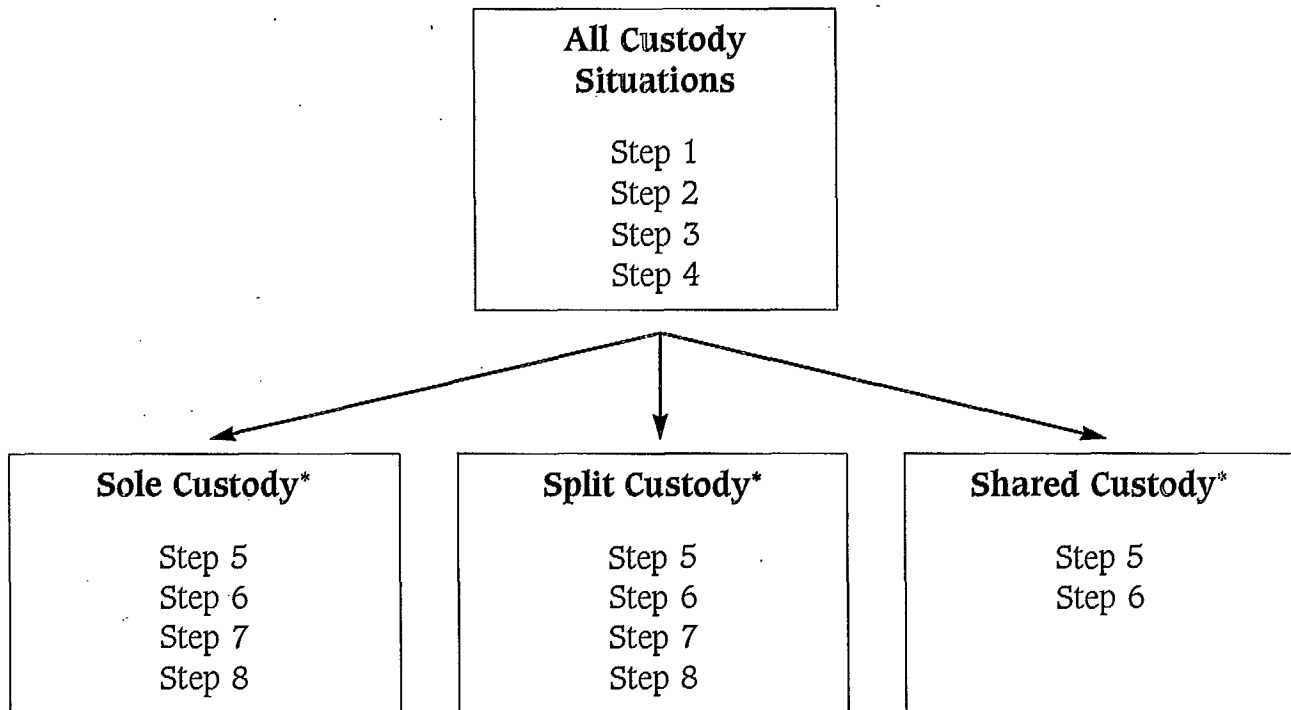 All Custody
Situations
Step 1
Step 2
Step 3
Step 4
Sole Custody*
Step 5
Step 6
Step 7
Step 8
Split Custody*
Step 5
Step 6
Step 7
Step 8
Shared Custody*
Step 5
Step 6